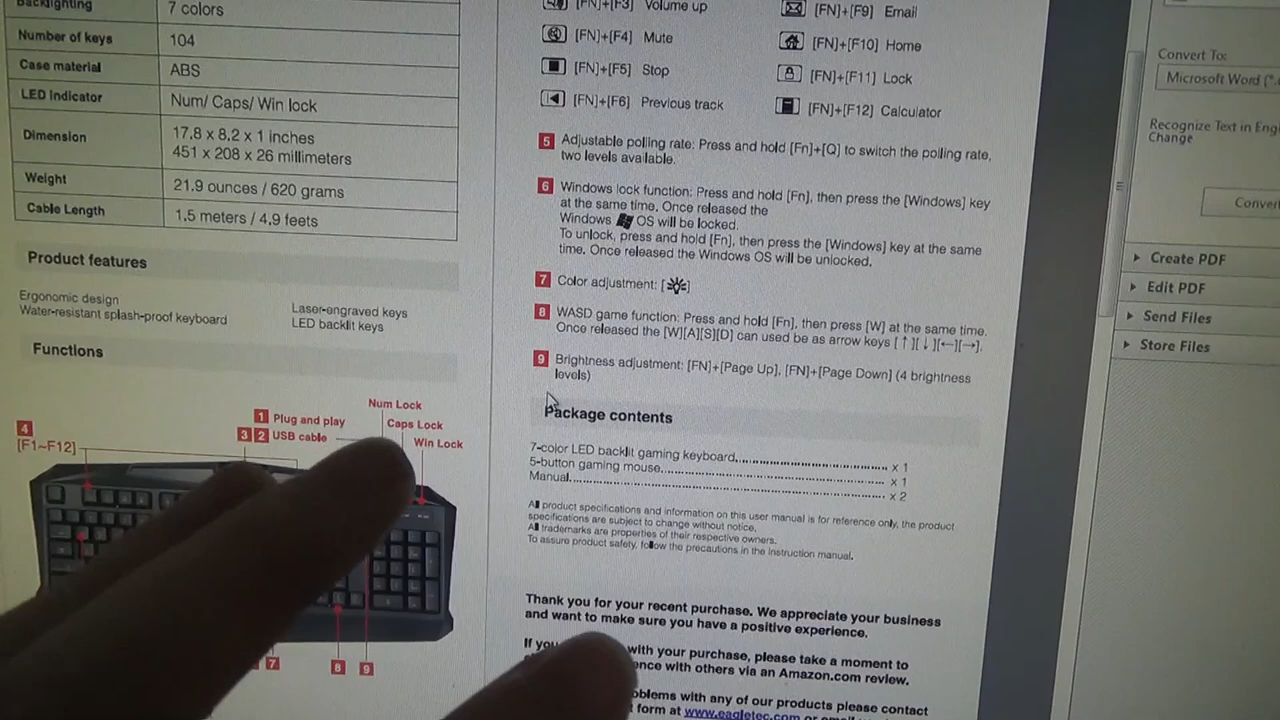 Backlighting 7 colors
Number of keys 104
Case material ABS
LED Indicator Num/ Caps/ Win lock
Dimension 17.8 x 8.2 x 1 inches
451 x 208 x 26 millimeters
Weight 21.9 ounces / 620 grams
Cable Length 1.5 meters / 4.9 feets
Product features
Ergonomic design
Water-resistant splash-proof keyboard
Laser-engraved keys
LED backlit keys
Functions
Num Lock
Caps Lock
Win Lock
1 Plug and play
3 2 USB cable
4
[F1~F12]
7 8 9
[FN]+[F3] Volume up
[FN]+[F4] Mute
[FN]+[F5] Stop
[FN]+[F6] Previous track
[FN]+[F9] Email
[FN]+[F10] Home
[FN]+[F11] Lock
[FN]+[F12] Calculator
5 Adjustable polling rate: Press and hold [Fn]+[Q] to switch the polling rate,
two levels available.
6 Windows lock function: Press and hold [Fn], then press the [Windows] key
at the same time. Once released the
Windows OS will be locked.
To unlock, press and hold [Fn], then press the [Windows] key at the same
time. Once released the Windows OS will be unlocked.
7 Color adjustment: [ ]
8 WASD game function: Press and hold [Fn], then press [W] at the same time.
Once released the [W][A][S][D] can used be as arrow keys [↑][↓][←][→].
9 Brightness adjustment: [FN]+[Page Up], [FN]+[Page Down] (4 brightness
levels)
Package contents
7-color LED backlit gaming keyboard................................ x 1
5-button gaming mouse................................ x 1
Manual................................ x 2
All product specifications and information on this user manual is for reference only, the product
specifications are subject to change without notice.
All trademarks are properties of their respective owners.
To assure product safety, follow the precautions in the Instruction manual.
Thank you for your recent purchase. We appreciate your business
and want to make sure you have a positive experience.
If you with your purchase, please take a moment to
with others via an Amazon.com review.
with any of our products please contact
form at www.eagletec.com or
Convert To:
Microsoft Word
Recognize Text in
Change
Create PDF
Edit PDF
Send Files
Store Files